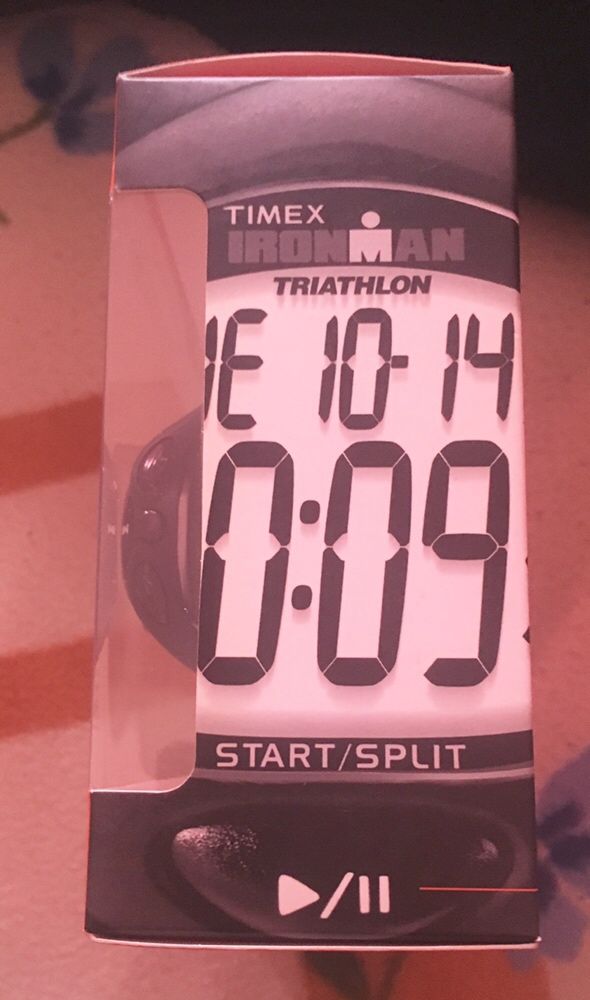 TIMEX
IRONMAN
TRIATHLON
E 10-14
0:09
START/SPLIT